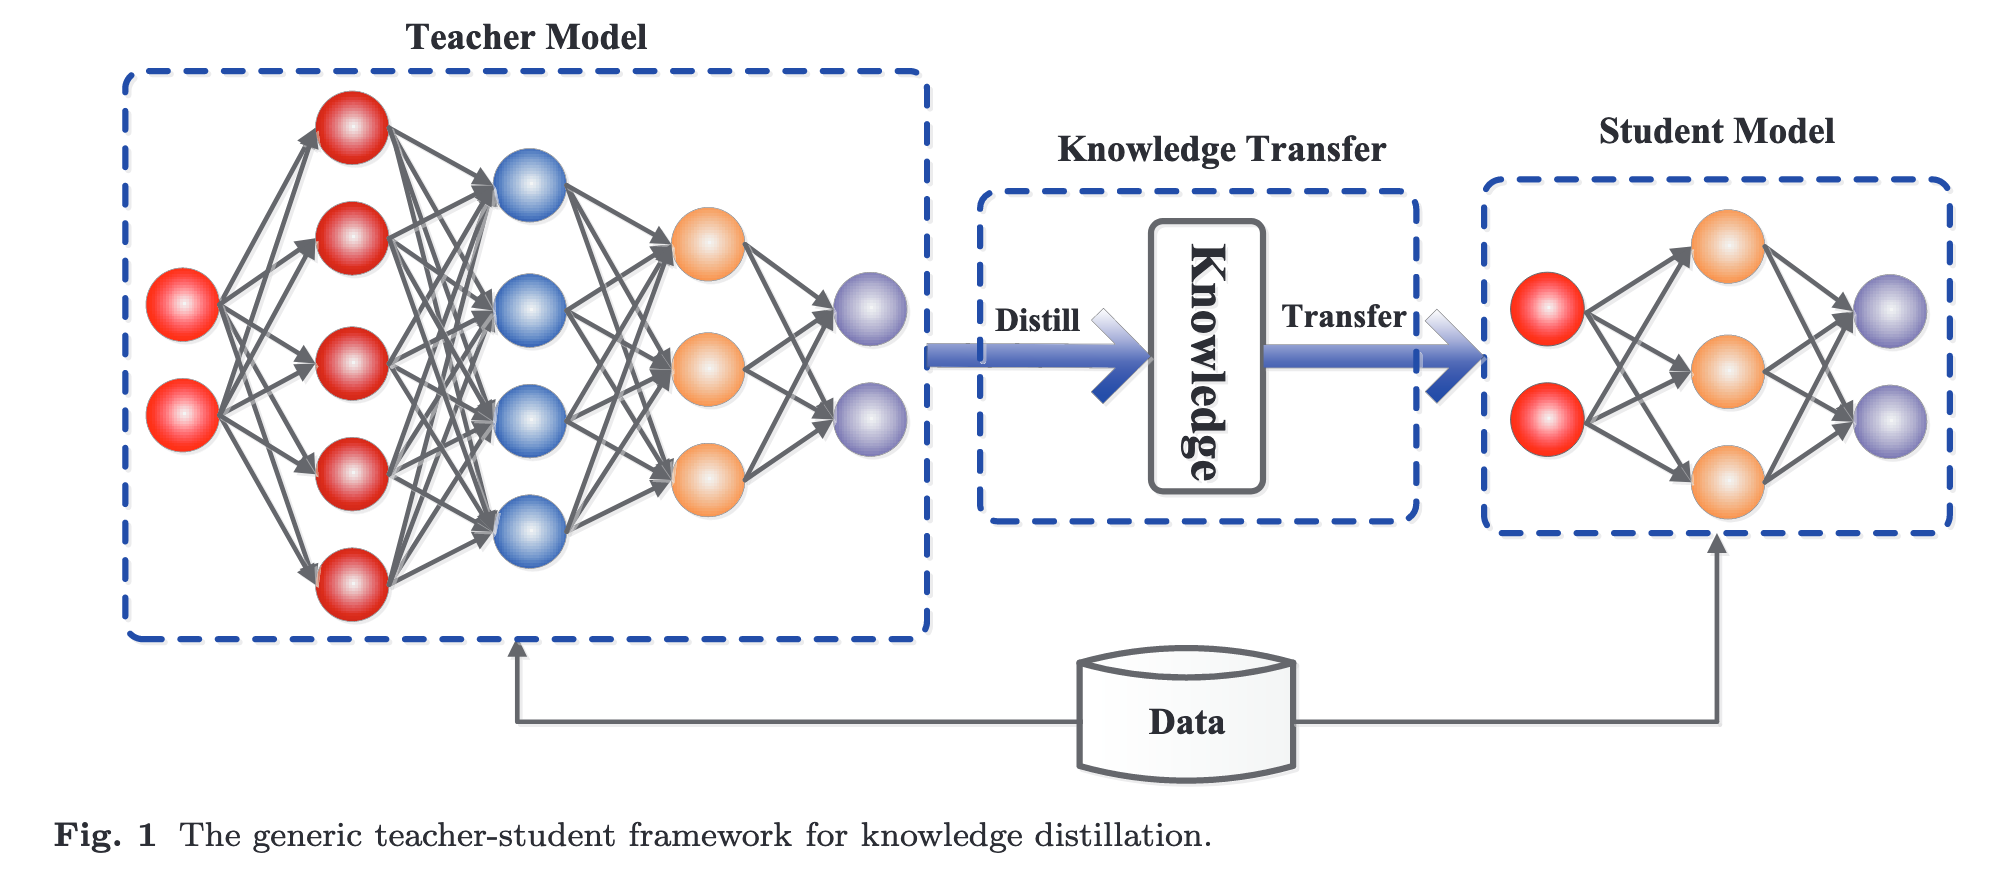 Teacher Model
Knowledge Transfer
Student Model
Distill
Knowledge
Transfer
Data
Fig. 1 The generic teacher-student framework for knowledge distillation.